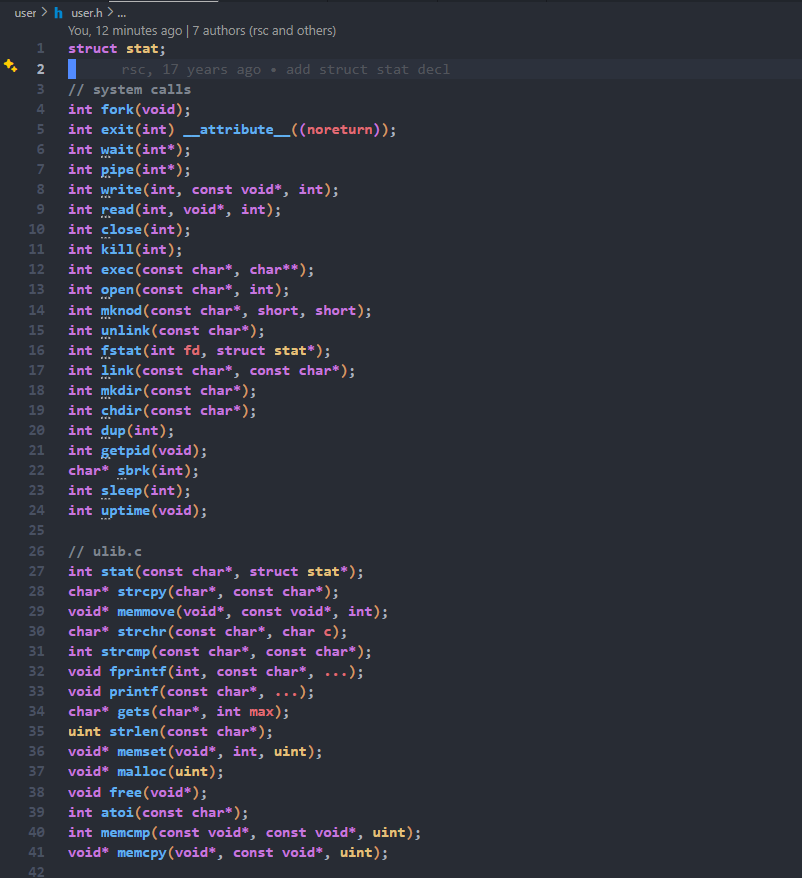 user > h user.h > ...
You, 12 minutes ago | 7 authors (rsc and others)
1 struct stat;
2 rsc, 17 years ago • add struct stat decl
3 // system calls
4 int fork(void);
5 int exit(int) __attribute__((noreturn));
6 int wait(int*);
7 int pipe(int*);
8 int write(int, const void*, int);
9 int read(int, void*, int);
10 int close(int);
11 int kill(int);
12 int exec(const char*, char**);
13 int open(const char*, int);
14 int mknod(const char*, short, short);
15 int unlink(const char*);
16 int fstat(int fd, struct stat*);
17 int link(const char*, const char*);
18 int mkdir(const char*);
19 int chdir(const char*);
20 int dup(int);
21 int getpid(void);
22 char* sbrk(int);
23 int sleep(int);
24 int uptime(void);
25
26 // ulib.c
27 int stat(const char*, struct stat*);
28 char* strcpy(char*, const char*);
29 void* memmove(void*, const void*, int);
30 char* strchr(const char*, char c);
31 int strcmp(const char*, const char*);
32 void fprintf(int, const char*, ...);
33 void printf(const char*, ...);
34 char* gets(char*, int max);
35 uint strlen(const char*);
36 void* memset(void*, int, uint);
37 void* malloc(uint);
38 void free(void*);
39 int atoi(const char*);
40 int memcmp(const void*, const void*, uint);
41 void* memcpy(void*, const void*, uint);
42